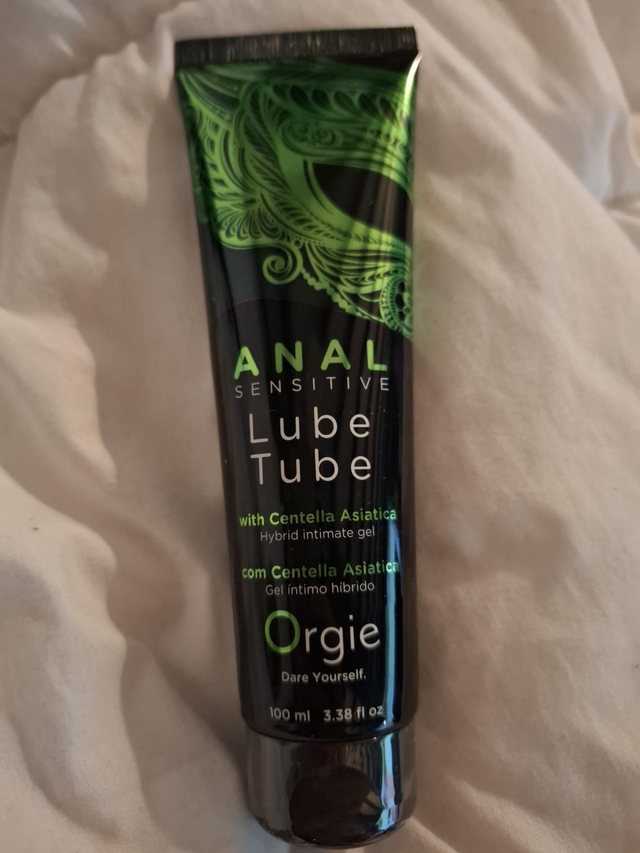 ANAL
SENSITIVE
Lube
Tube
with Centella Asiatica
Hybrid intimate gel
com Centella Asiatica
Gel íntimo híbrido
Orgie
Dare Yourself.
100 ml 3.38 fl oz